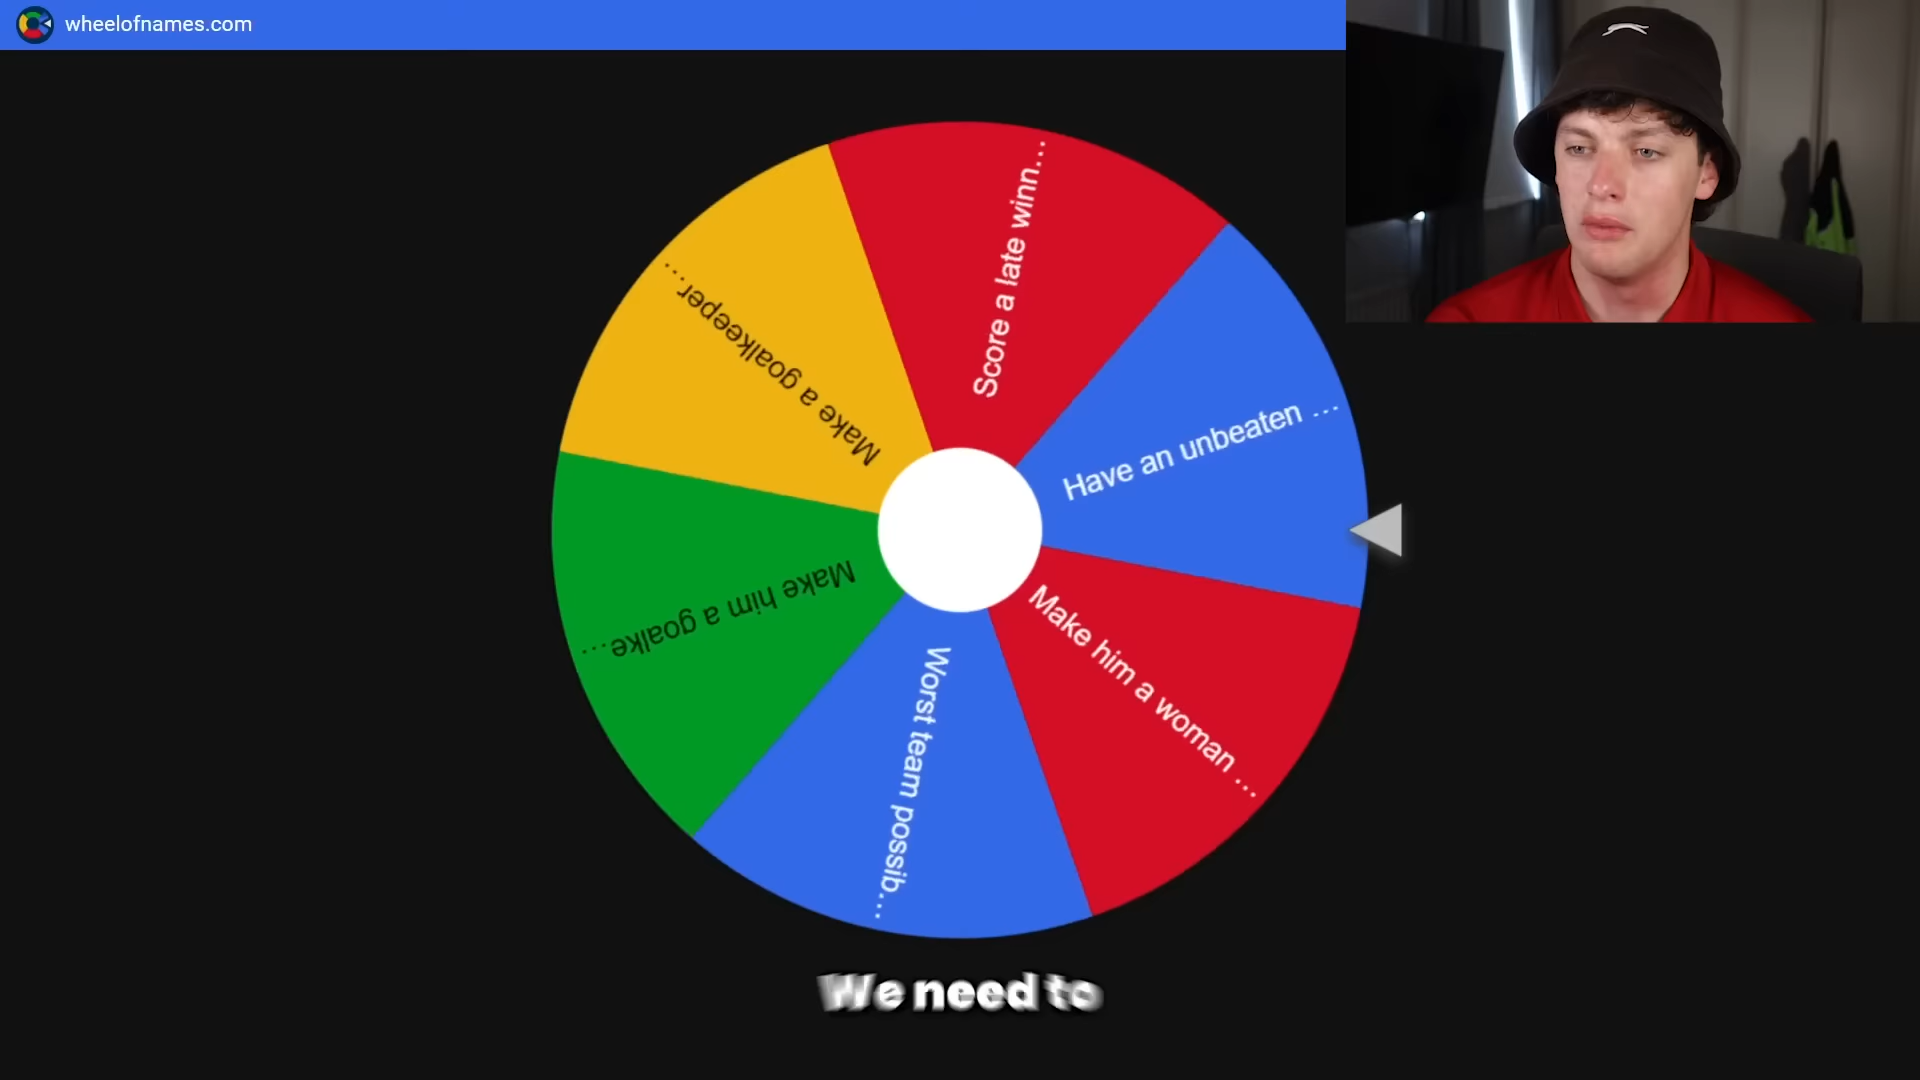 wheelofnames.com
Score a late winn...
Have an unbeaten ...
Make a goalkeeper...
Make him a goalke...
Make him a woman ...
Worst team possib...
We need to